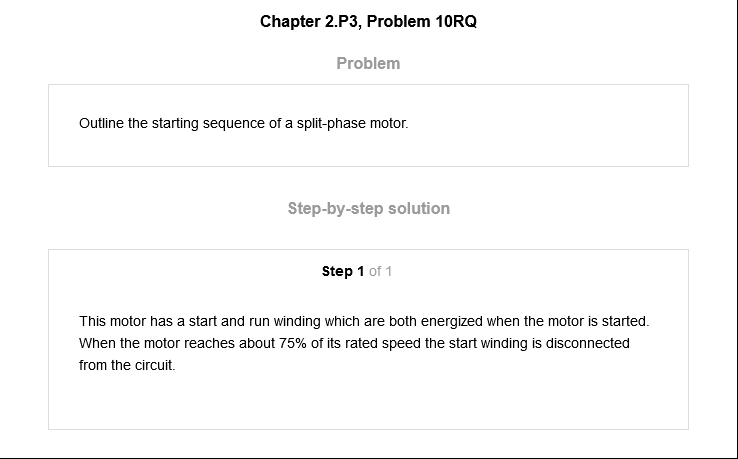 Chapter 2.P3, Problem 10RQ
Problem
Outline the starting sequence of a split-phase motor.
Step-by-step solution
Step 1 of 1
This motor has a start and run winding which are both energized when the motor is started.
When the motor reaches about 75% of its rated speed the start winding is disconnected
from the circuit.